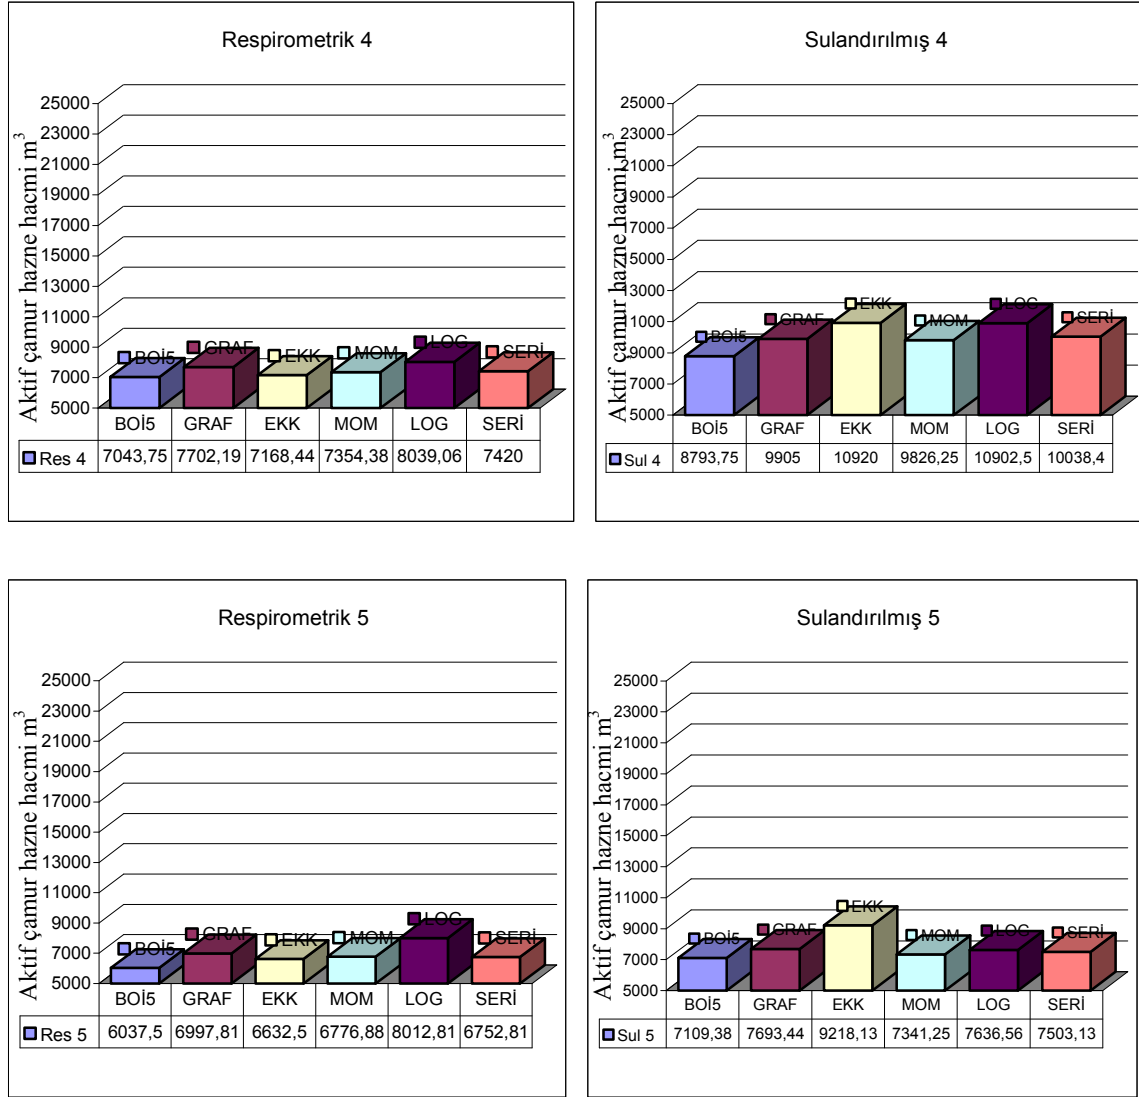 Respirometrik 4
Aktif çamur hazne hacmi m³
25000
23000
21000
19000
17000
15000
13000
11000
9000
7000
5000
BOİ5 GRAF EKK MOM LOG SERİ
BOİ5 GRAF EKK MOM LOG SERİ
Res 4 7043,75 7702,19 7168,44 7354,38 8039,06 7420
Sulandırılmış 4
Aktif çamur hazne hacmi m³
25000
23000
21000
19000
17000
15000
13000
11000
9000
7000
5000
BOİ5 GRAF EKK MOM LOG SERİ
BOİ5 GRAF EKK MOM LOG SERİ
Sul 4 8793,75 9905 10920 9826,25 10902,5 10038,4
Respirometrik 5
Aktif çamur hazne hacmi m³
25000
23000
21000
19000
17000
15000
13000
11000
9000
7000
5000
BOİ5 GRAF EKK MOM LOG SERİ
BOİ5 GRAF EKK MOM LOG SERİ
Res 5 6037,5 6997,81 6632,5 6776,88 8012,81 6752,81
Sulandırılmış 5
Aktif çamur hazne hacmi m³
25000
23000
21000
19000
17000
15000
13000
11000
9000
7000
5000
BOİ5 GRAF EKK MOM LOG SERİ
BOİ5 GRAF EKK MOM LOG SERİ
Sul 5 7109,38 7693,44 9218,13 7341,25 7636,56 7503,13